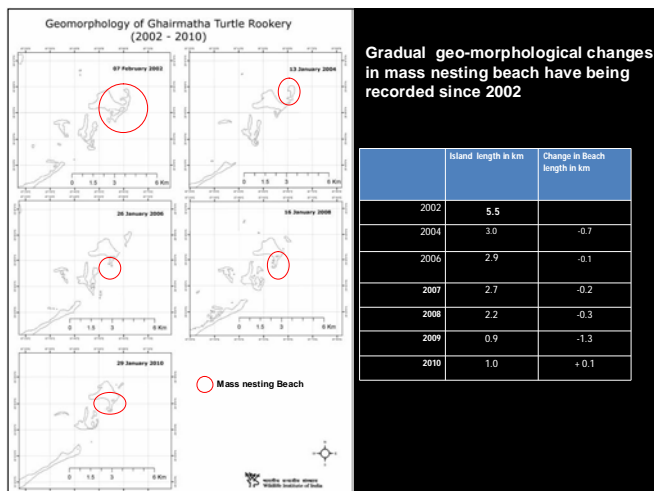 Geomorphology of Ghairmatha Turtle Rookery
(2002 - 2010)
07 February 2002
0 1.5 3 6 Km
13 January 2004
0 1.5 3 6 Km
26 January 2006
0 1.5 3 6 Km
16 January 2008
0 1.5 3 6 Km
29 January 2010
0 1.5 3 6 Km
Mass nesting Beach
भारतीय वन्यजीव संस्थान
Wildlife Institute of India
Gradual geo-morphological changes
in mass nesting beach have being
recorded since 2002
Island length in km Change in Beach
length in km
2002 5.5
2004 3.0 -0.7
2006 2.9 -0.1
2007 2.7 -0.2
2008 2.2 -0.3
2009 0.9 -1.3
2010 1.0 + 0.1